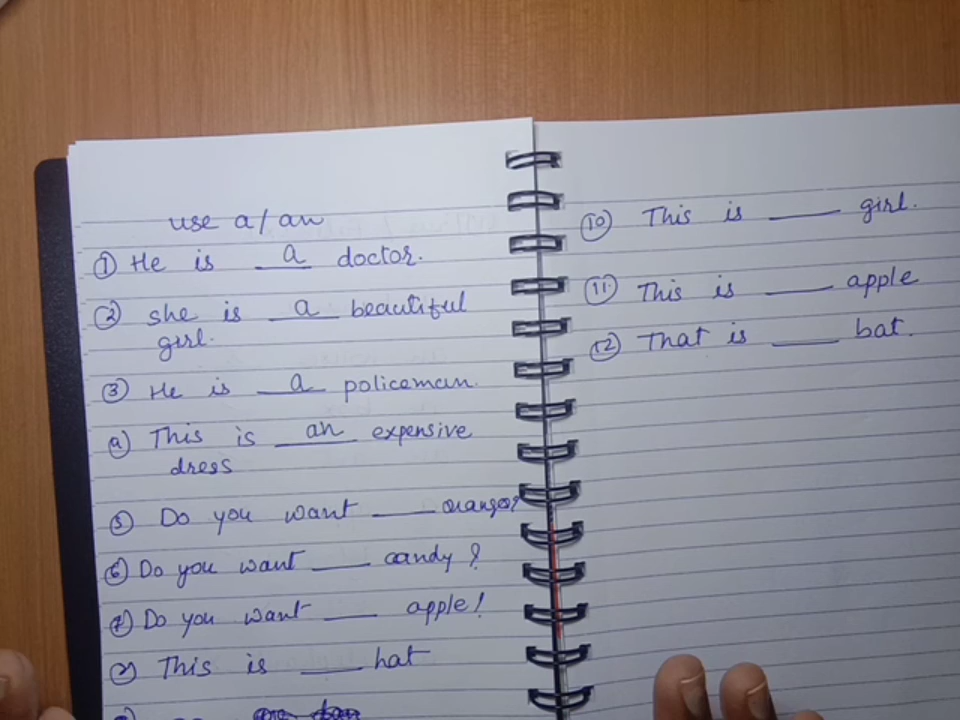 use a/an
① He is a doctor.
② she is a beautiful
girl.
③ He is a policeman.
④ This is an expensive
dress
⑤ Do you want ____ orange?
⑥ Do you want ____ candy?
⑦ Do you want ____ apple!
⑧ This is ____ hat
⑩ This is ____ girl.
⑪ This is ____ apple
⑫ That is ____ bat.